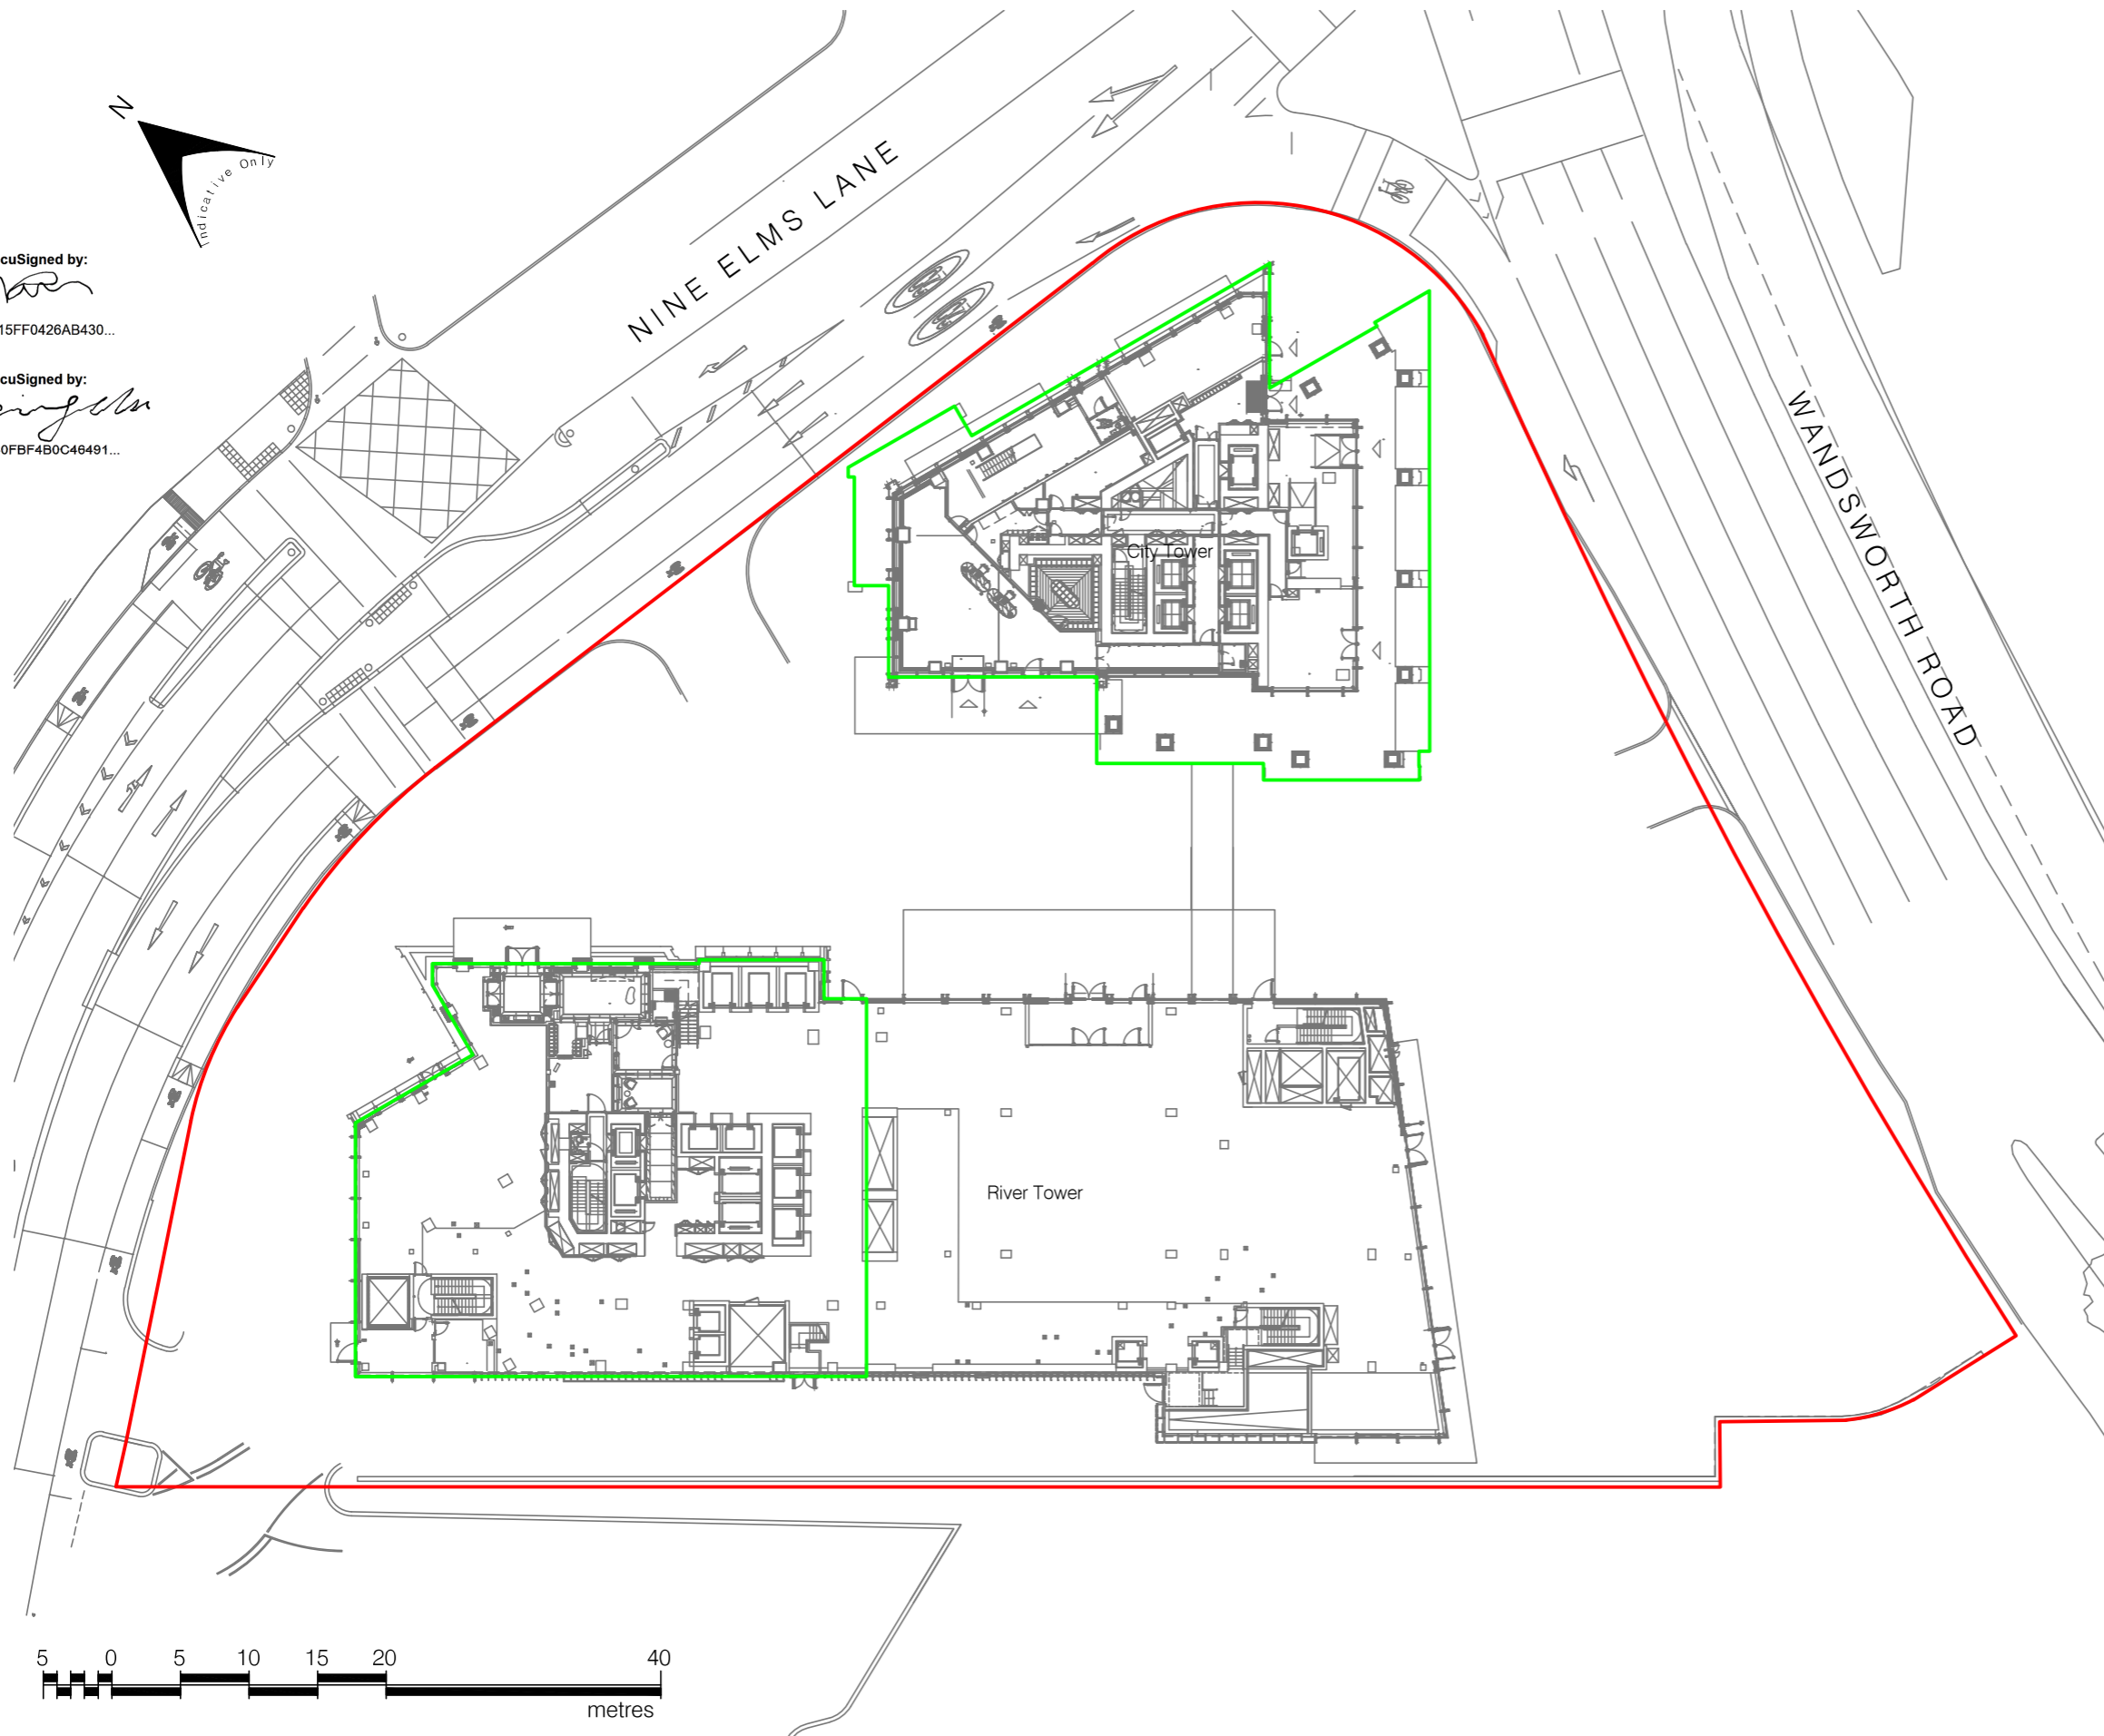 N
Indicative Only
cuSigned by:
15FF0426AB430...
cuSigned by:
0FBF4B0C46491...
NINE ELMS LANE
WANDSWORTH ROAD
City Tower
River Tower
5 0 5 10 15 20 40
metres